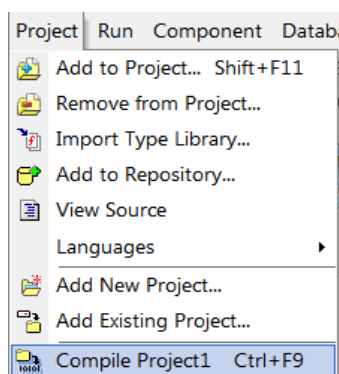 Project Run Component Datab
Add to Project... Shift+F11
Remove from Project...
Import Type Library...
Add to Repository...
View Source
Languages
Add New Project...
Add Existing Project...
Compile Project1 Ctrl+F9